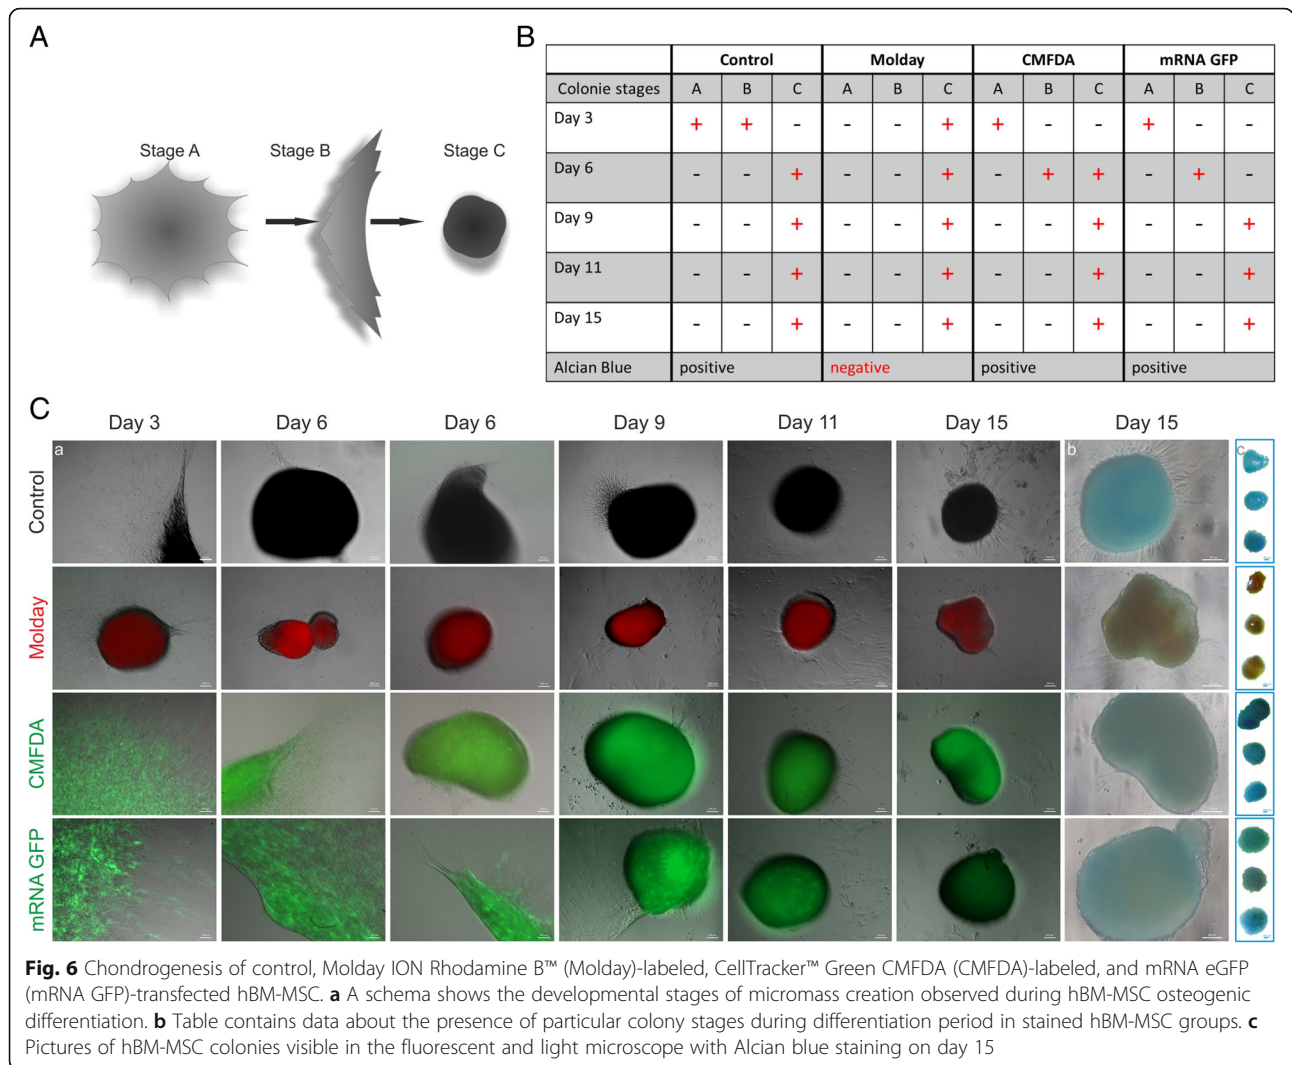 A
Stage A
Stage B
Stage C
B
Control Molday CMFDA mRNA GFP
Colonie stages A B C A B C A B C A B C
Day 3 + + - - - + + - - + - -
Day 6 - - + - - + - + + - + -
Day 9 - - + - - + - - + - - +
Day 11 - - + - - + - - + - - +
Day 15 - - + - - + - - + - - +
Alcian Blue positive negative positive positive
C
Day 3 Day 6 Day 6 Day 9 Day 11 Day 15 Day 15
a b c
Control
Molday
CMFDA
mRNA GFP
Fig. 6 Chondrogenesis of control, Molday ION Rhodamine B™ (Molday)-labeled, CellTracker™ Green CMFDA (CMFDA)-labeled, and mRNA eGFP
(mRNA GFP)-transfected hBM-MSC. a A schema shows the developmental stages of micromass creation observed during hBM-MSC osteogenic
differentiation. b Table contains data about the presence of particular colony stages during differentiation period in stained hBM-MSC groups. c
Pictures of hBM-MSC colonies visible in the fluorescent and light microscope with Alcian blue staining on day 15